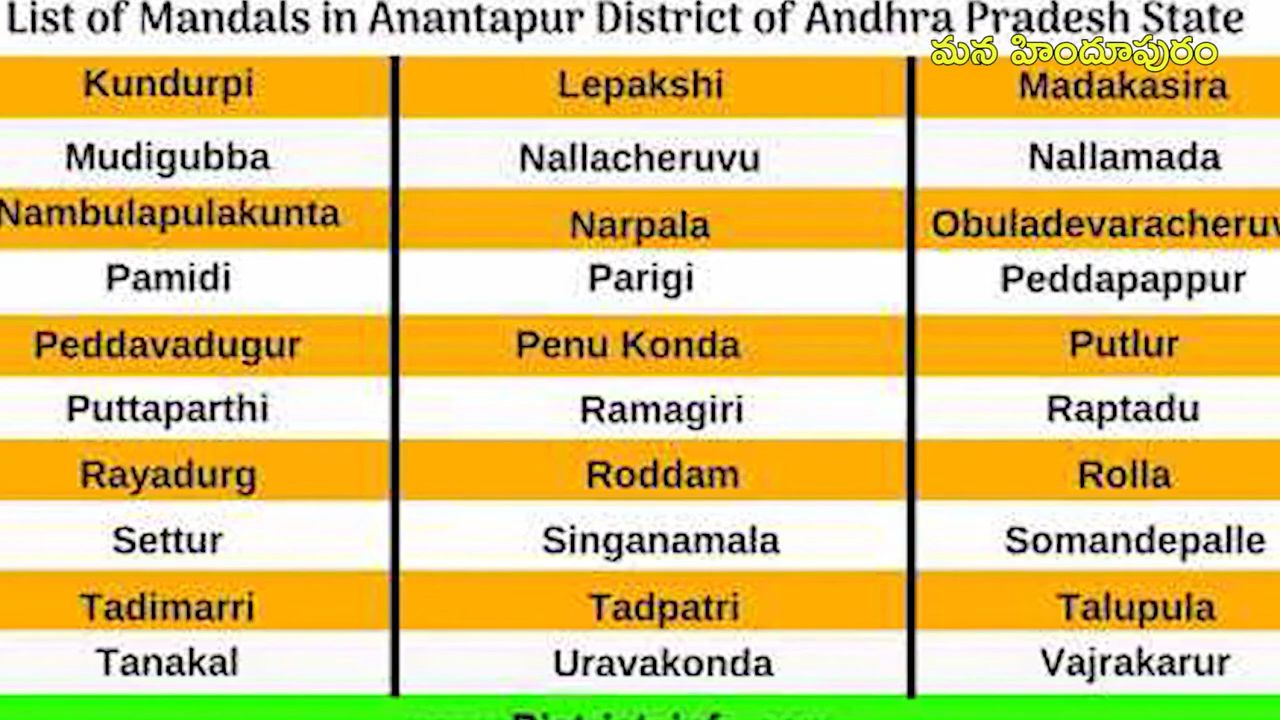 List of Mandals in Anantapur District of Andhra Pradesh State
మన హిందూపురం
Kundurpi Lepakshi Madakasira
Mudigubba Nallacheruvu Nallamada
Nambulapulakunta Narpala Obuladevaracheruv
Pamidi Parigi Peddapappur
Peddavadugur Penu Konda Putlur
Puttaparthi Ramagiri Raptadu
Rayadurg Roddam Rolla
Settur Singanamala Somandepalle
Tadimarri Tadpatri Talupula
Tanakal Uravakonda Vajrakarur